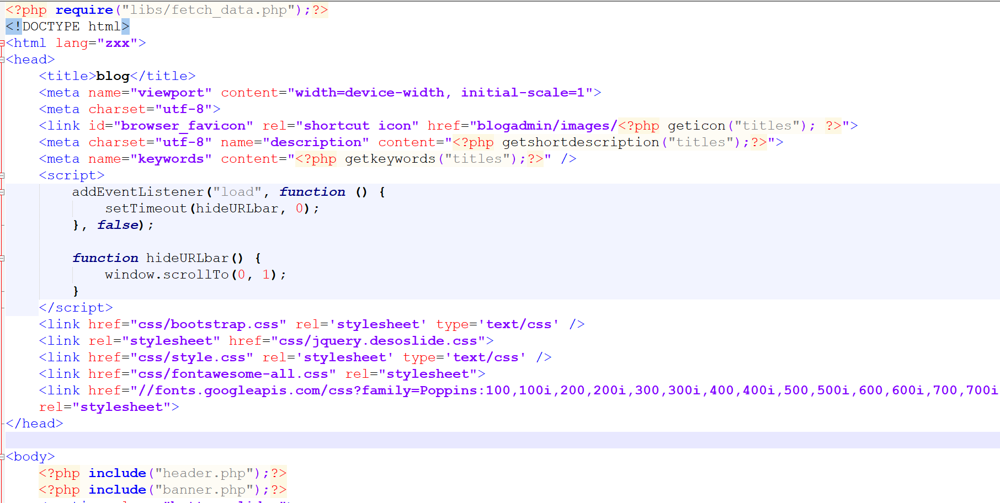 <?php require("libs/fetch_data.php");?>
<!DOCTYPE html>
<html lang="zxx">
<head>
    <title>blog</title>
    <meta name="viewport" content="width=device-width, initial-scale=1">
    <meta charset="utf-8">
    <link id="browser_favicon" rel="shortcut icon" href="blogadmin/images/<?php geticon("titles"); ?>">
    <meta charset="utf-8" name="description" content="<?php getshortdescription("titles");?>">
    <meta name="keywords" content="<?php getkeywords("titles");?>" />
    <script>
        addEventListener("load", function () {
            setTimeout(hideURLbar, 0);
        }, false);

        function hideURLbar() {
            window.scrollTo(0, 1);
        }
    </script>
    <link href="css/bootstrap.css" rel='stylesheet' type='text/css' />
    <link rel="stylesheet" href="css/jquery.desoslide.css">
    <link href="css/style.css" rel='stylesheet' type='text/css' />
    <link href="css/fontawesome-all.css" rel="stylesheet">
    <link href="//fonts.googleapis.com/css?family=Poppins:100,100i,200,200i,300,300i,400,400i,500,500i,600,600i,700,700i
    rel="stylesheet">
</head>

<body>
    <?php include("header.php");?>
    <?php include("banner.php");?>